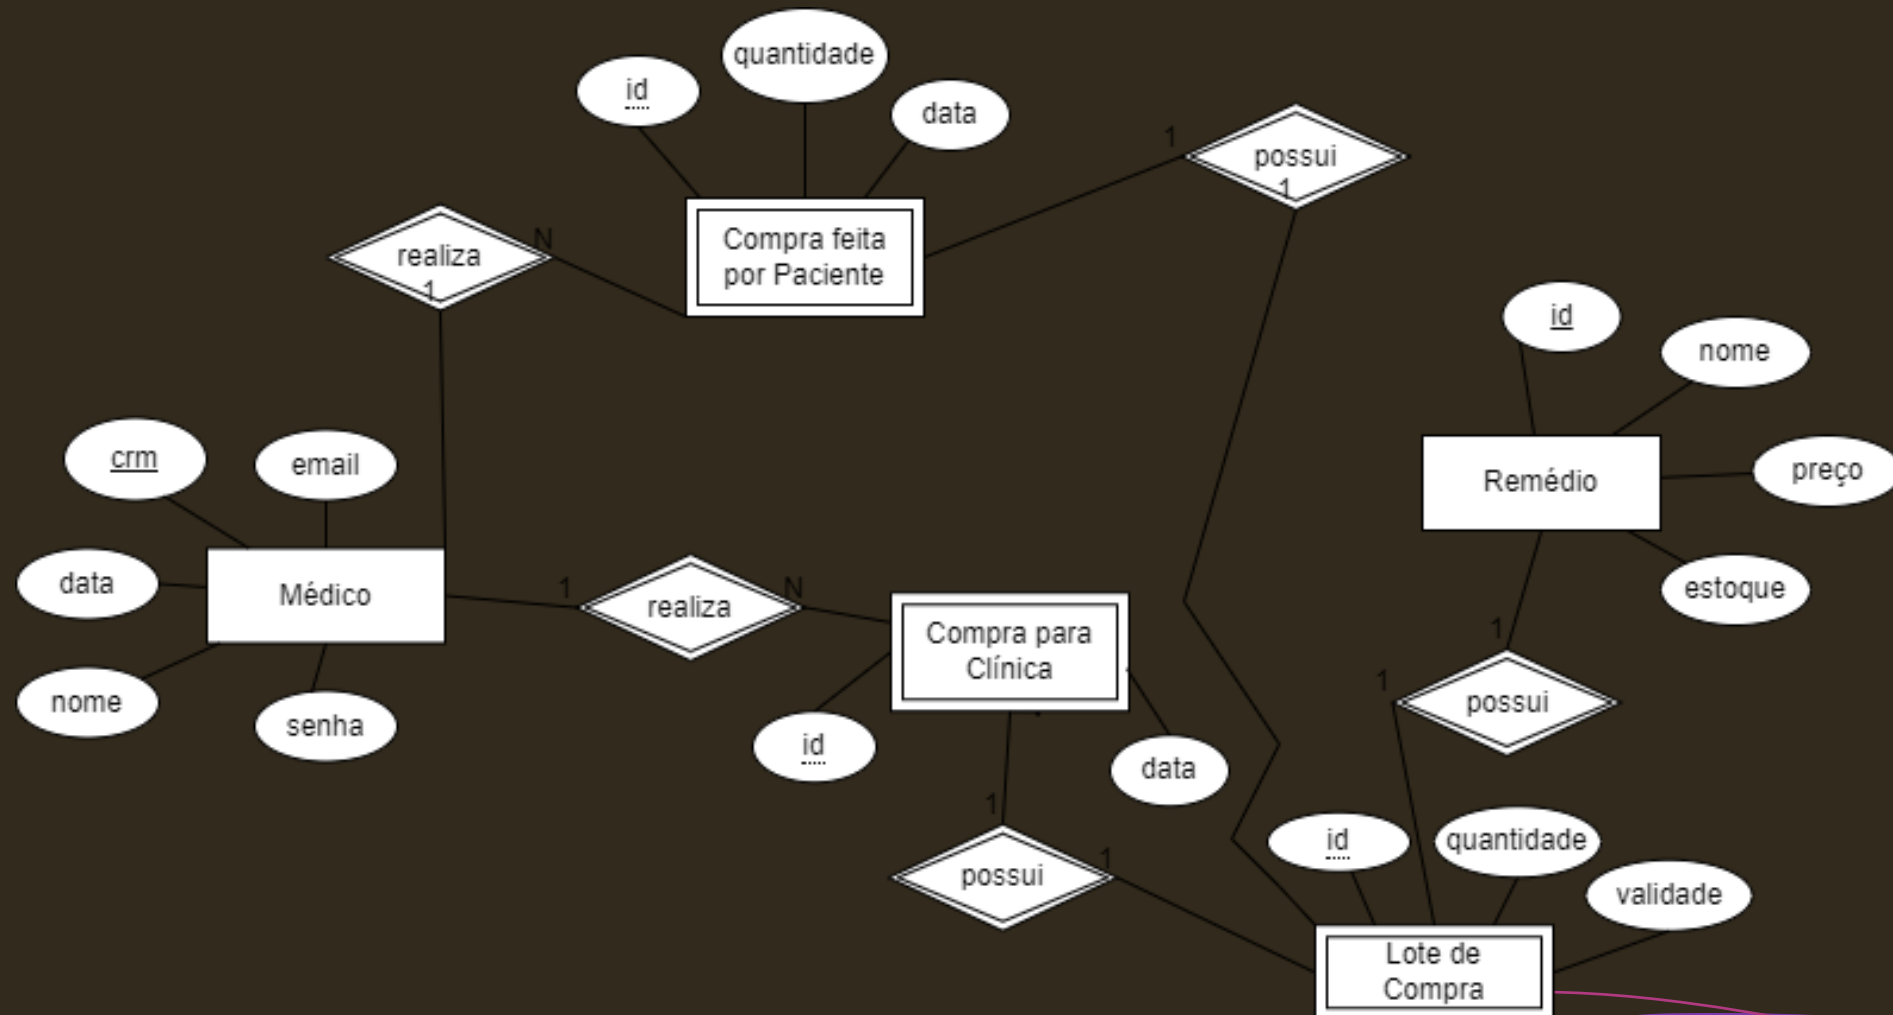 quantidade
id
data
1
possui
1
N
realiza
1
Compra feita
por Paciente
id
nome
crm
email
Remédio
preço
data
Médico
1
realiza
N
estoque
Compra para
Clínica
1
nome
senha
id
data
1
possui
1
possui
1
id
quantidade
validade
Lote de
Compra